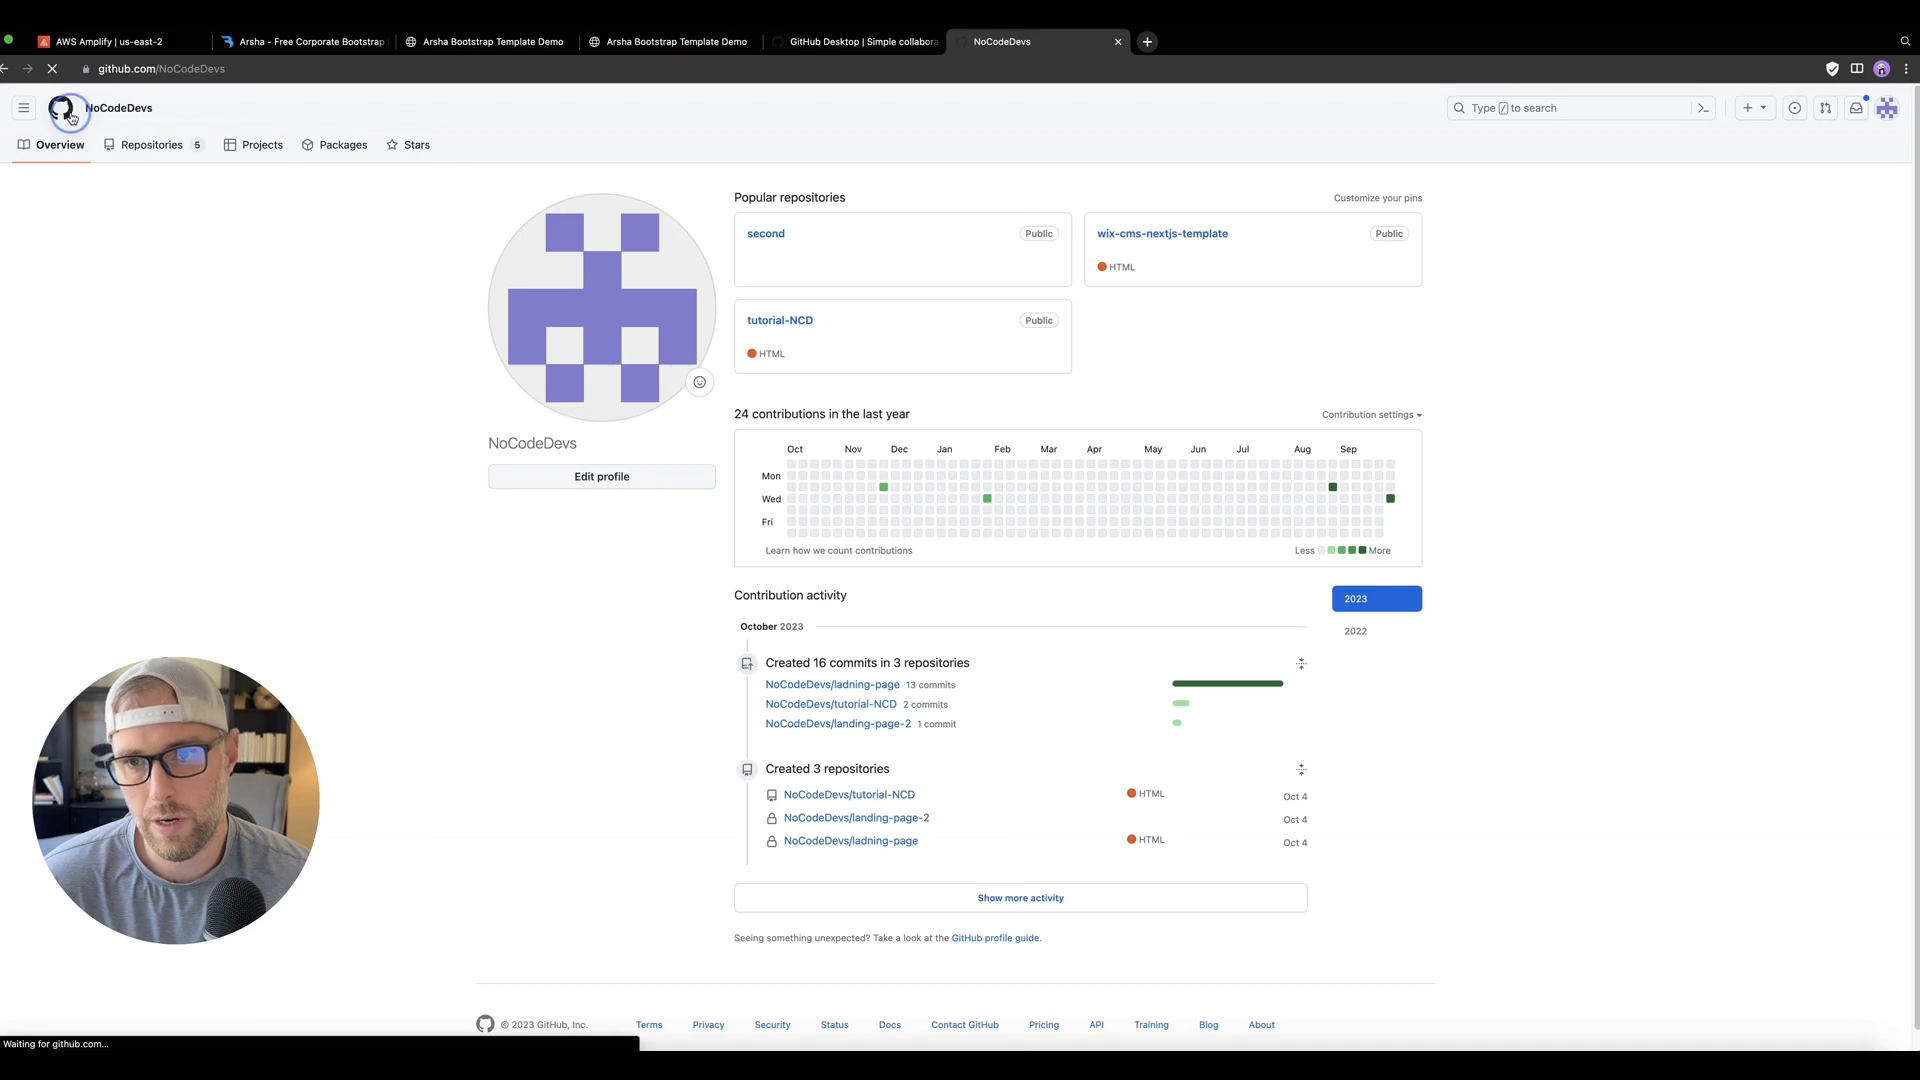 AWS Amplify | us-east-2
Arsha - Free Corporate Bootstrap
Arsha Bootstrap Template Demo
Arsha Bootstrap Template Demo
GitHub Desktop | Simple collabora
NoCodeDevs
github.com/NoCodeDevs
NoCodeDevs
Type / to search
Overview
Repositories 5
Projects
Packages
Stars
Popular repositories
Customize your pins
second Public
wix-cms-nextjs-template Public
HTML
tutorial-NCD Public
HTML
24 contributions in the last year
Contribution settings
NoCodeDevs
Edit profile
Oct Nov Dec Jan Feb Mar Apr May Jun Jul Aug Sep
Mon
Wed
Fri
Learn how we count contributions
Less More
Contribution activity
2023
2022
October 2023
Created 16 commits in 3 repositories
NoCodeDevs/ladning-page 13 commits
NoCodeDevs/tutorial-NCD 2 commits
NoCodeDevs/landing-page-2 1 commit
Created 3 repositories
NoCodeDevs/tutorial-NCD HTML Oct 4
NoCodeDevs/landing-page-2 Oct 4
NoCodeDevs/ladning-page HTML Oct 4
Show more activity
Seeing something unexpected? Take a look at the GitHub profile guide.
© 2023 GitHub, Inc. Terms Privacy Security Status Docs Contact GitHub Pricing API Training Blog About
Waiting for github.com...